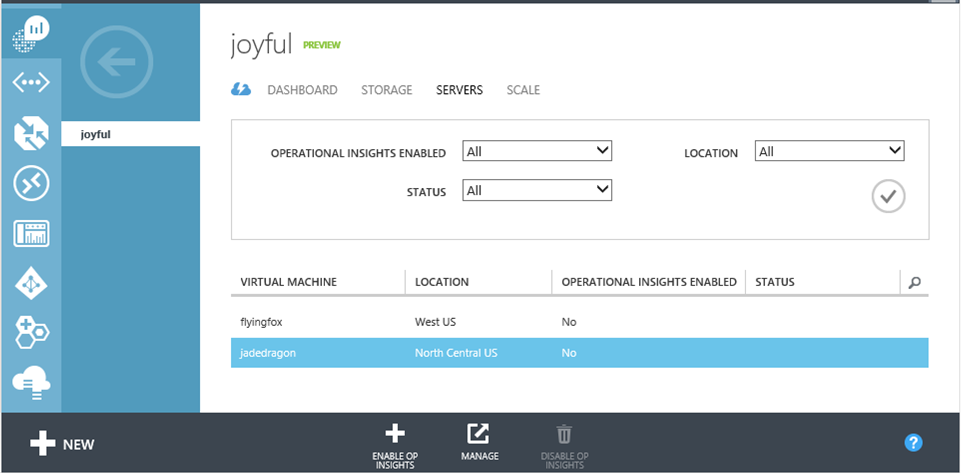 joyful PREVIEW
DASHBOARD STORAGE SERVERS SCALE
joyful
OPERATIONAL INSIGHTS ENABLED All LOCATION All
STATUS All
VIRTUAL MACHINE LOCATION OPERATIONAL INSIGHTS ENABLED STATUS
flyingfox West US No
jadedragon North Central US No
NEW
ENABLE OP
INSIGHTS
MANAGE
DISABLE OP
INSIGHTS
?